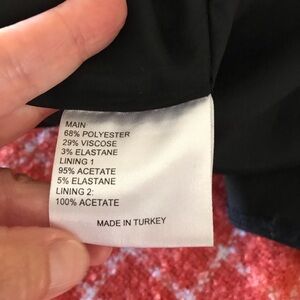 MAIN
68% POLYESTER
29% VISCOSE
3% ELASTANE
LINING 1
95% ACETATE
5% ELASTANE
LINING 2:
100% ACETATE
MADE IN TURKEY